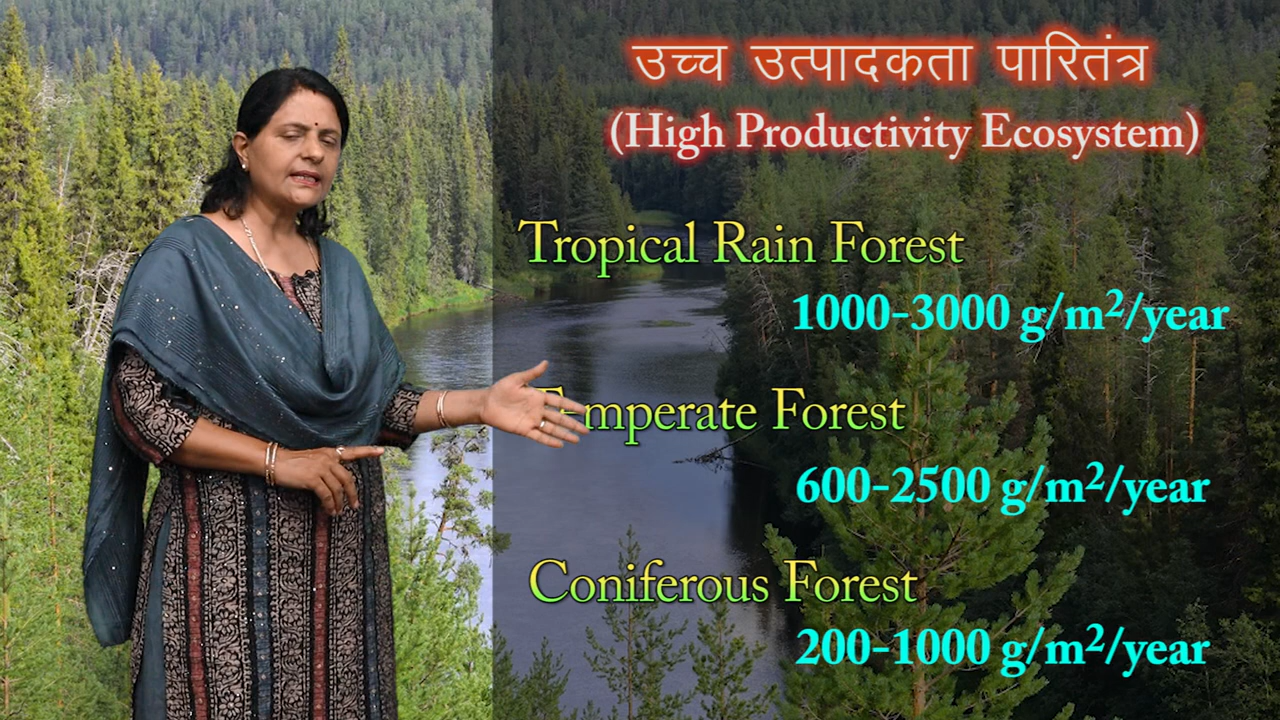 उच्च उत्पादकता पारितंत्र
(High Productivity Ecosystem)
Tropical Rain Forest
1000-3000 g/m²/year
Temperate Forest
600-2500 g/m²/year
Coniferous Forest
200-1000 g/m²/year